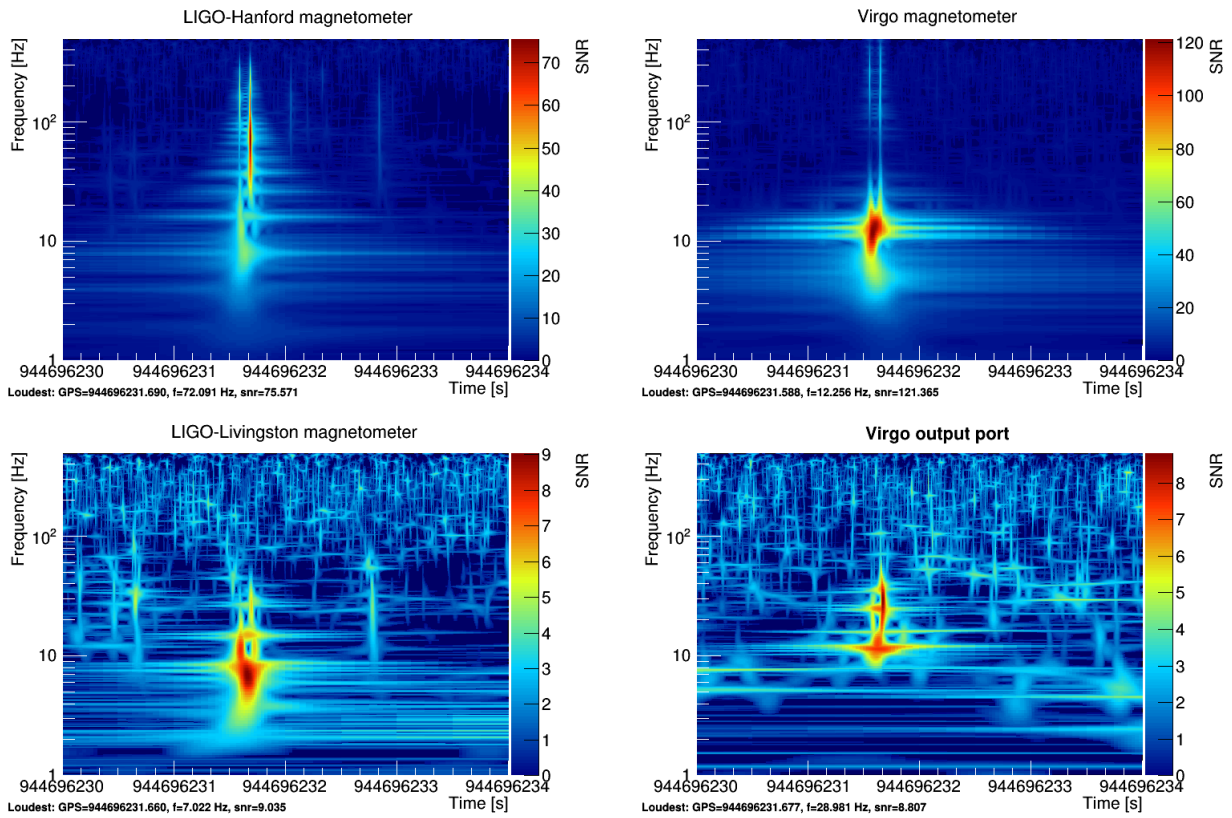 LIGO-Hanford magnetometer
Frequency [Hz]
SNR
10²
10
1
70
60
50
40
30
20
10
0
944696230 944696231 944696232 944696233 944696234
Time [s]
Loudest: GPS=944696231.690, f=72.091 Hz, snr=75.571
Virgo magnetometer
Frequency [Hz]
SNR
10²
10
1
120
100
80
60
40
20
0
944696230 944696231 944696232 944696233 944696234
Time [s]
Loudest: GPS=944696231.588, f=12.256 Hz, snr=121.365
LIGO-Livingston magnetometer
Frequency [Hz]
SNR
10²
10
1
9
8
7
6
5
4
3
2
1
0
944696230 944696231 944696232 944696233 944696234
Time [s]
Loudest: GPS=944696231.660, f=7.022 Hz, snr=9.035
Virgo output port
Frequency [Hz]
SNR
10²
10
1
8
7
6
5
4
3
2
1
0
944696230 944696231 944696232 944696233 944696234
Time [s]
Loudest: GPS=944696231.677, f=28.981 Hz, snr=8.807